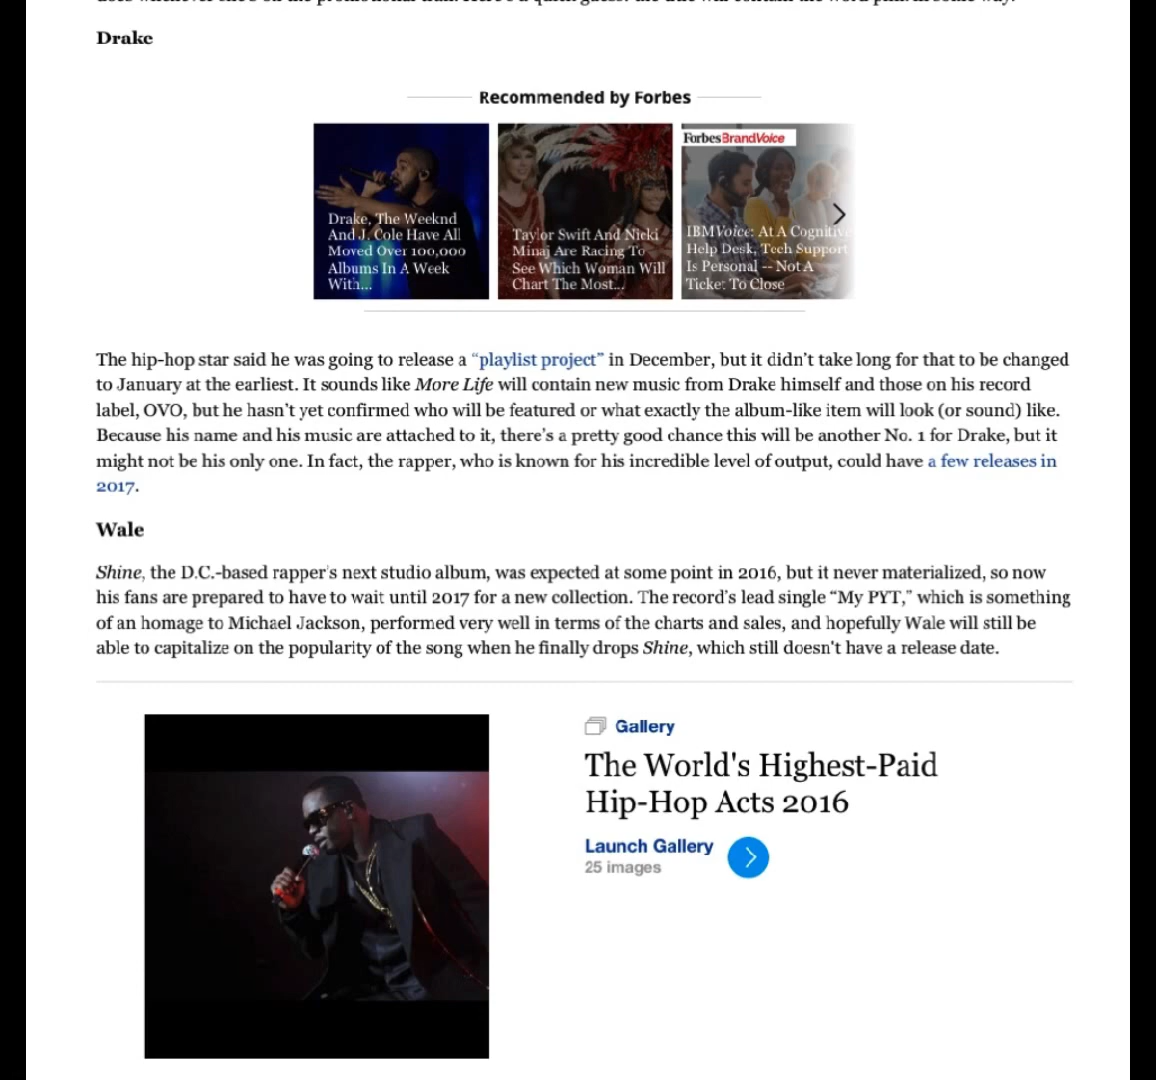 Drake
Recommended by Forbes
Drake, The Weeknd
And J. Cole Have All
Moved Over 100,000
Albums In A Week
With...
Taylor Swift And Nicki
Minaj Are Racing To
See Which Woman Will
Chart The Most...
ForbesBrandVoice
IBMVoice: At A Cognitive
Help Desk, Tech Support
Is Personal -- Not A
Ticket To Close
The hip-hop star said he was going to release a “playlist project” in December, but it didn’t take long for that to be changed
to January at the earliest. It sounds like More Life will contain new music from Drake himself and those on his record
label, OVO, but he hasn’t yet confirmed who will be featured or what exactly the album-like item will look (or sound) like.
Because his name and his music are attached to it, there’s a pretty good chance this will be another No. 1 for Drake, but it
might not be his only one. In fact, the rapper, who is known for his incredible level of output, could have a few releases in
2017.
Wale
Shine, the D.C.-based rapper's next studio album, was expected at some point in 2016, but it never materialized, so now
his fans are prepared to have to wait until 2017 for a new collection. The record’s lead single “My PYT,” which is something
of an homage to Michael Jackson, performed very well in terms of the charts and sales, and hopefully Wale will still be
able to capitalize on the popularity of the song when he finally drops Shine, which still doesn't have a release date.
Gallery
The World's Highest-Paid
Hip-Hop Acts 2016
Launch Gallery
25 images